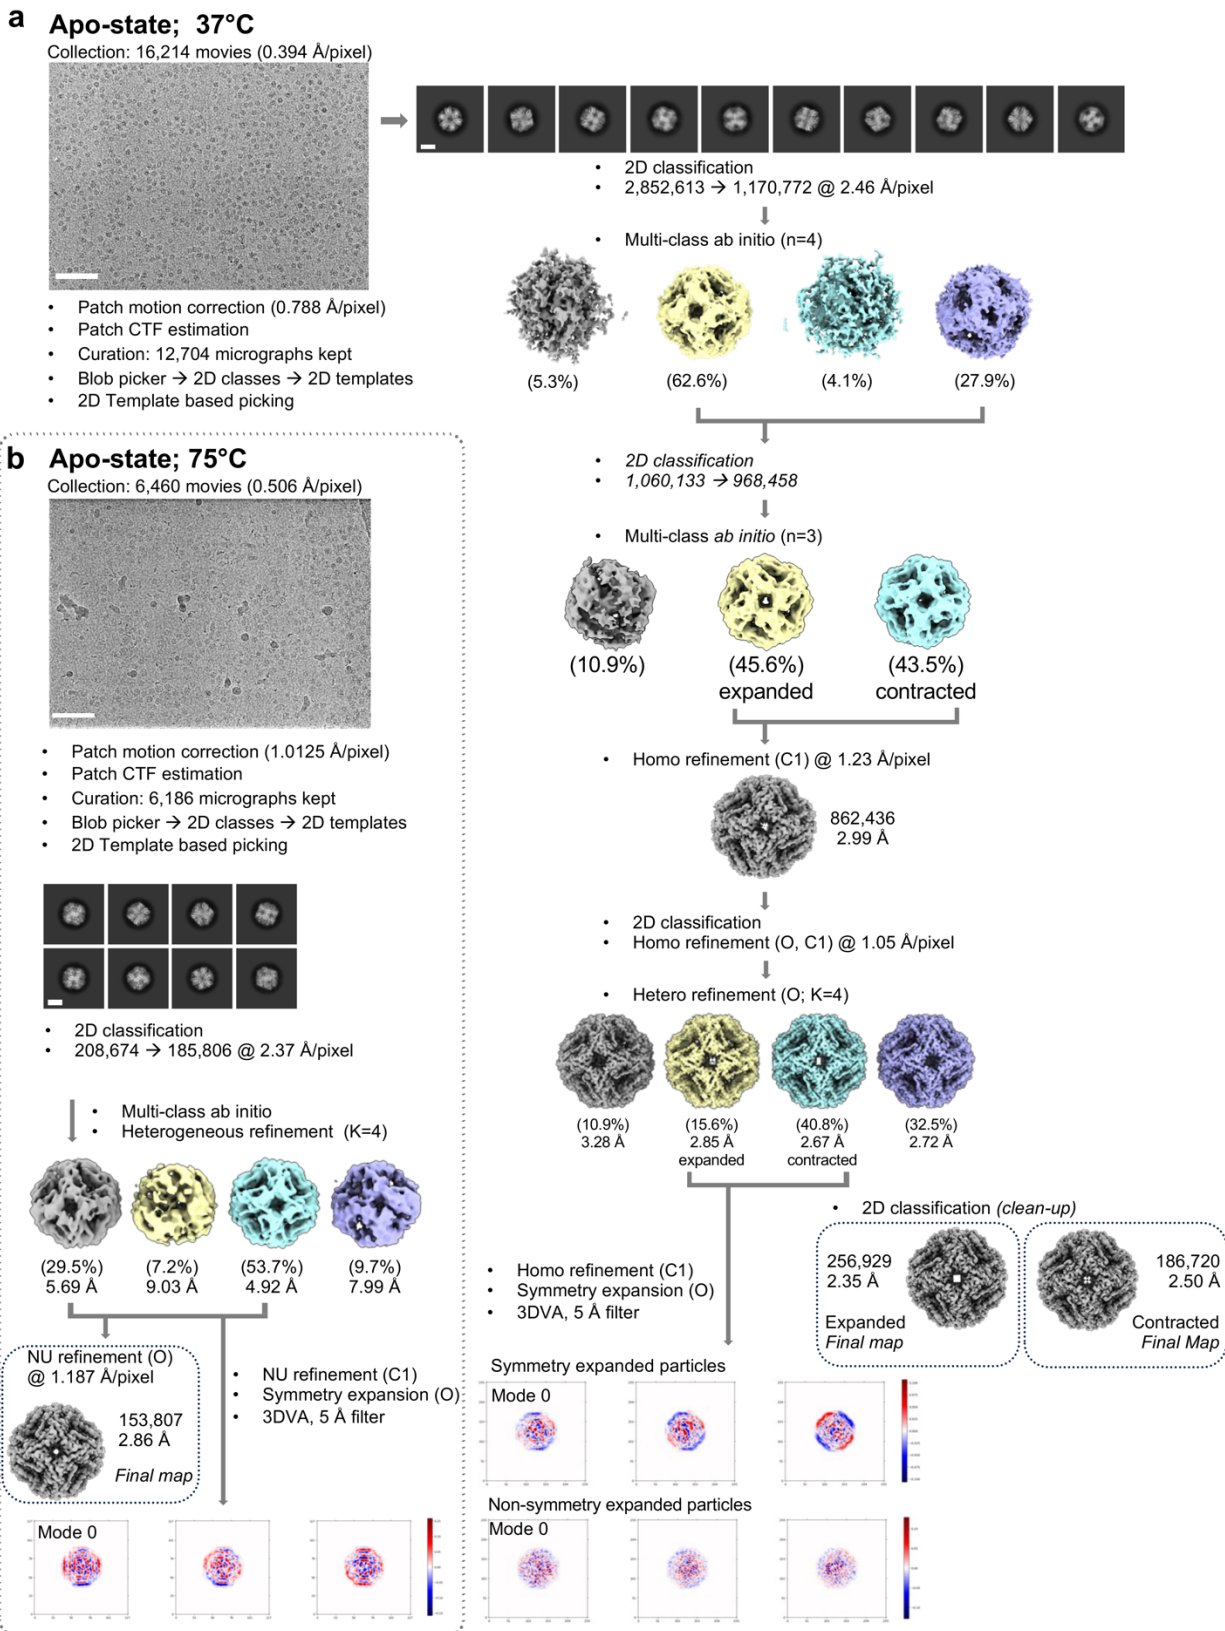 a
Apo-state; 37°C
Collection: 16,214 movies (0.394 Å/pixel)
• Patch motion correction (0.788 Å/pixel)
• Patch CTF estimation
• Curation: 12,704 micrographs kept
• Blob picker → 2D classes → 2D templates
• 2D Template based picking
• 2D classification
• 2,852,613 → 1,170,772 @ 2.46 Å/pixel
• Multi-class ab initio (n=4)
(5.3%) (62.6%) (4.1%) (27.9%)
• 2D classification
• 1,060,133 → 968,458
• Multi-class ab initio (n=3)
(10.9%) (45.6%) (43.5%)
expanded contracted
• Homo refinement (C1) @ 1.23 Å/pixel
862,436
2.99 Å
• 2D classification
• Homo refinement (O, C1) @ 1.05 Å/pixel
• Hetero refinement (O; K=4)
(10.9%) (15.6%) (40.8%) (32.5%)
3.28 Å 2.85 Å 2.67 Å 2.72 Å
expanded contracted
• 2D classification (clean-up)
256,929
2.35 Å
Expanded
Final map
186,720
2.50 Å
Contracted
Final Map
• Homo refinement (C1)
• Symmetry expansion (O)
• 3DVA, 5 Å filter
Symmetry expanded particles
Mode 0
Non-symmetry expanded particles
Mode 0
b
Apo-state; 75°C
Collection: 6,460 movies (0.506 Å/pixel)
• Patch motion correction (1.0125 Å/pixel)
• Patch CTF estimation
• Curation: 6,186 micrographs kept
• Blob picker → 2D classes → 2D templates
• 2D Template based picking
• 2D classification
• 208,674 → 185,806 @ 2.37 Å/pixel
• Multi-class ab initio
• Heterogeneous refinement (K=4)
(29.5%) (7.2%) (53.7%) (9.7%)
5.69 Å 9.03 Å 4.92 Å 7.99 Å
NU refinement (O)
@ 1.187 Å/pixel
153,807
2.86 Å
Final map
• NU refinement (C1)
• Symmetry expansion (O)
• 3DVA, 5 Å filter
Mode 0